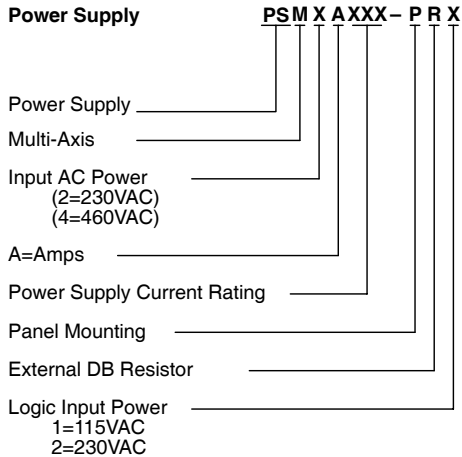 Power Supply PSMXAXXX–PRX
Power Supply
Multi-Axis
Input AC Power
(2=230VAC)
(4=460VAC)
A=Amps
Power Supply Current Rating
Panel Mounting
External DB Resistor
Logic Input Power
1=115VAC
2=230VAC